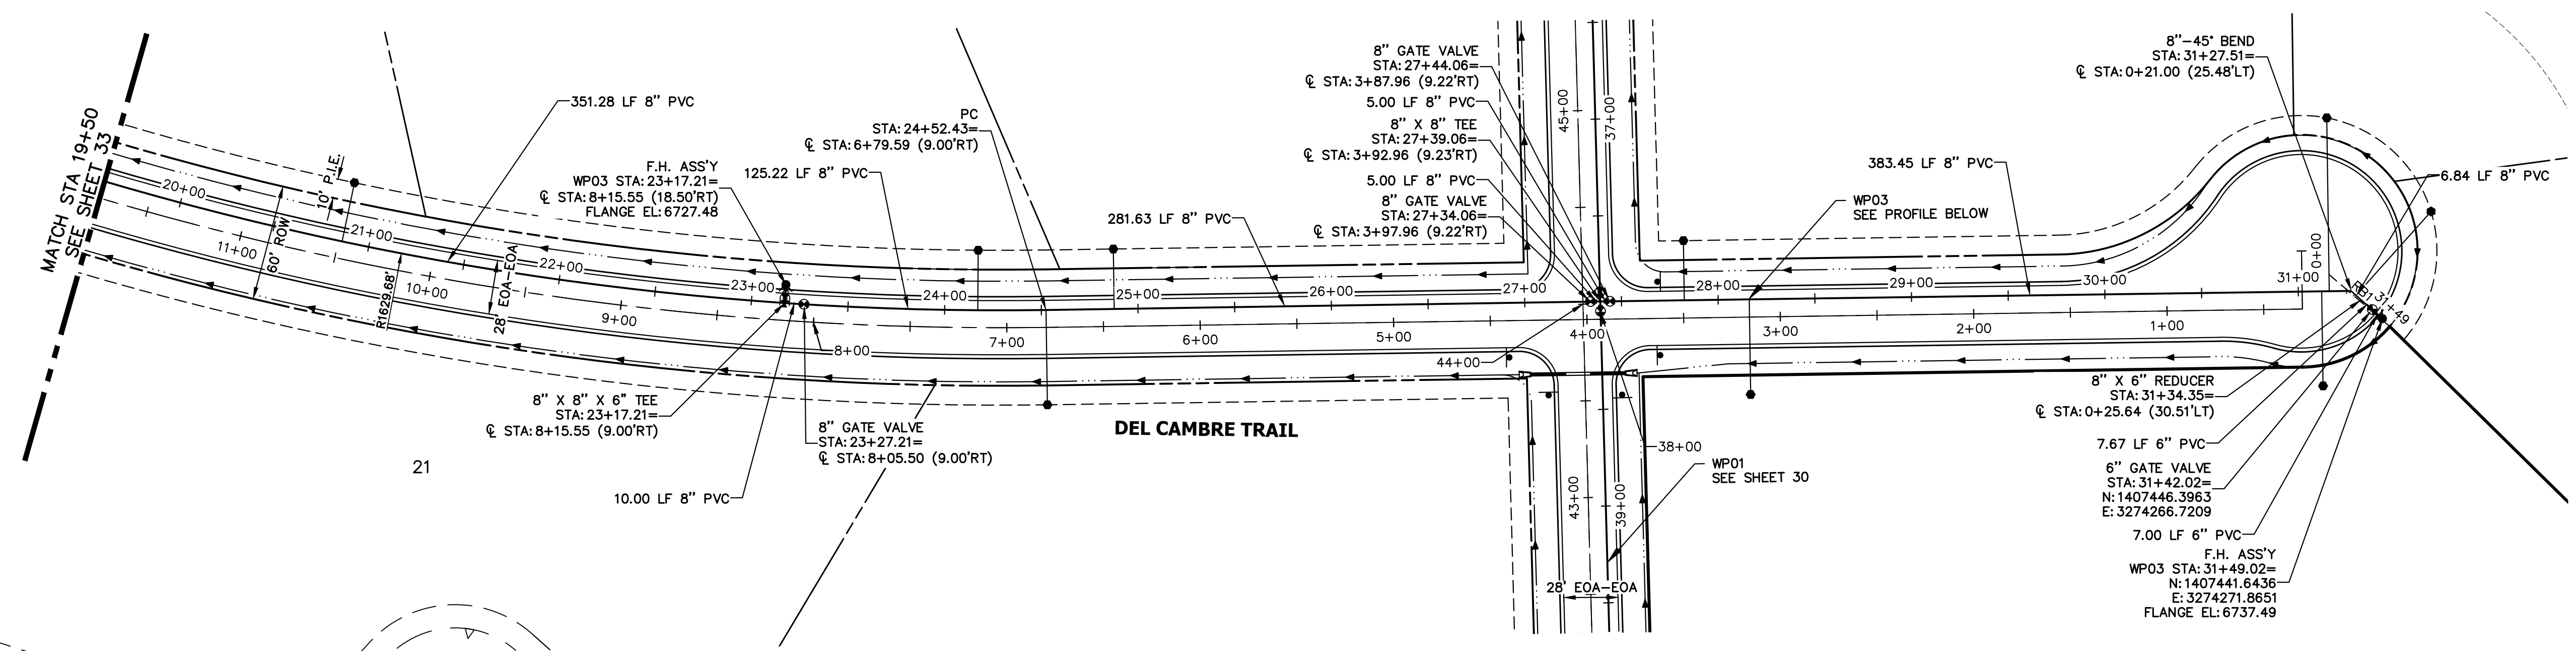 MATCH STA 19+50
SEE SHEET 33
20+00
10' P.I.E.
21+00
11+00
60' ROW
R1629.68'
10+00
28' EOA-EOA
22+00
351.28 LF 8" PVC
9+00
F.H. ASS'Y
WP03 STA: 23+17.21=
℄ STA: 8+15.55 (18.50'RT)
FLANGE EL: 6727.48
23+00
125.22 LF 8" PVC
PC
STA: 24+52.43=
℄ STA: 6+79.59 (9.00'RT)
8+00
24+00
7+00
25+00
281.63 LF 8" PVC
6+00
26+00
5+00
27+00
8" X 8" X 6" TEE
STA: 23+17.21=
℄ STA: 8+15.55 (9.00'RT)
8" GATE VALVE
STA: 23+27.21=
℄ STA: 8+05.50 (9.00'RT)
10.00 LF 8" PVC
21
DEL CAMBRE TRAIL
8" GATE VALVE
STA: 27+44.06=
℄ STA: 3+87.96 (9.22'RT)
5.00 LF 8" PVC
8" X 8" TEE
STA: 27+39.06=
℄ STA: 3+92.96 (9.23'RT)
5.00 LF 8" PVC
8" GATE VALVE
STA: 27+34.06=
℄ STA: 3+97.96 (9.22'RT)
45+00
37+00
4+00
44+00
38+00
43+00
39+00
28' EOA-EOA
WP01
SEE SHEET 30
28+00
3+00
WP03
SEE PROFILE BELOW
383.45 LF 8" PVC
29+00
2+00
30+00
1+00
31+00
0+00
8"-45° BEND
STA: 31+27.51=
℄ STA: 0+21.00 (25.48'LT)
6.84 LF 8" PVC
31+49
8" X 6" REDUCER
STA: 31+34.35=
℄ STA: 0+25.64 (30.51'LT)
7.67 LF 6" PVC
6" GATE VALVE
STA: 31+42.02=
N: 1407446.3963
E: 3274266.7209
7.00 LF 6" PVC
F.H. ASS'Y
WP03 STA: 31+49.02=
N: 1407441.6436
E: 3274271.8651
FLANGE EL: 6737.49